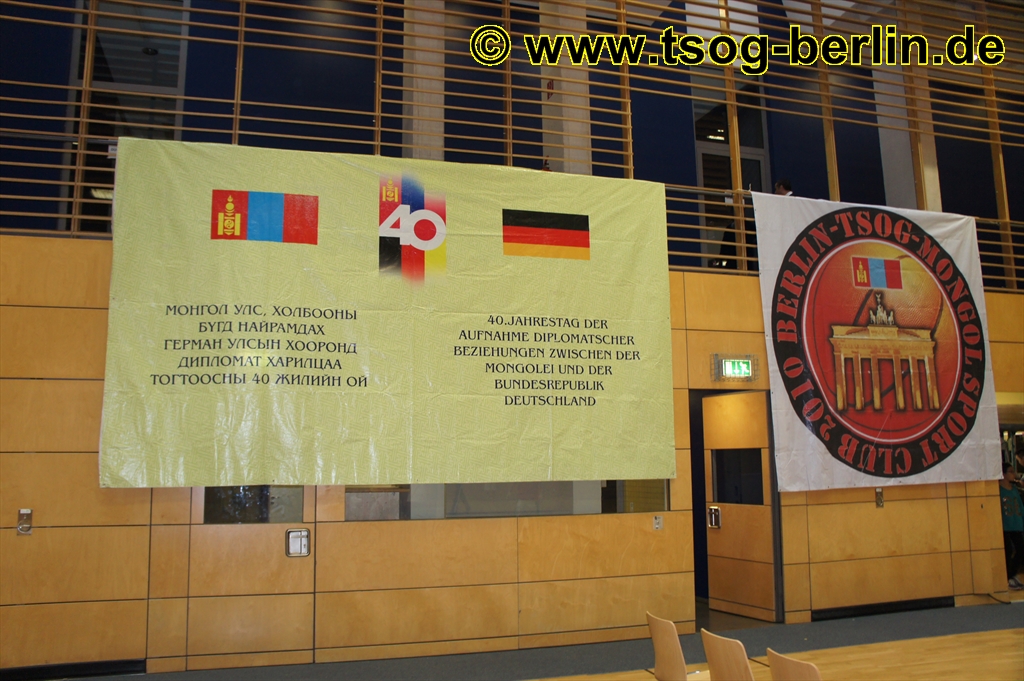 © www.tsog-berlin.de
40
МОНГОЛ УЛС, ХОЛБООНЫ
БҮГД НАЙРАМДАХ
ГЕРМАН УЛСЫН ХООРОНД
ДИПЛОМАТ ХАРИЛЦАА
ТОГТООСНЫ 40 ЖИЛИЙН ОЙ
40.JAHRESTAG DER
AUFNAHME DIPLOMATSCHER
BEZIEHUNGEN ZWISCHEN DER
MONGOLEI UND DER
BUNDESREPUBLIK
DEUTSCHLAND
BERLIN-TSOG-MONGOL SPORT CLUB 2010